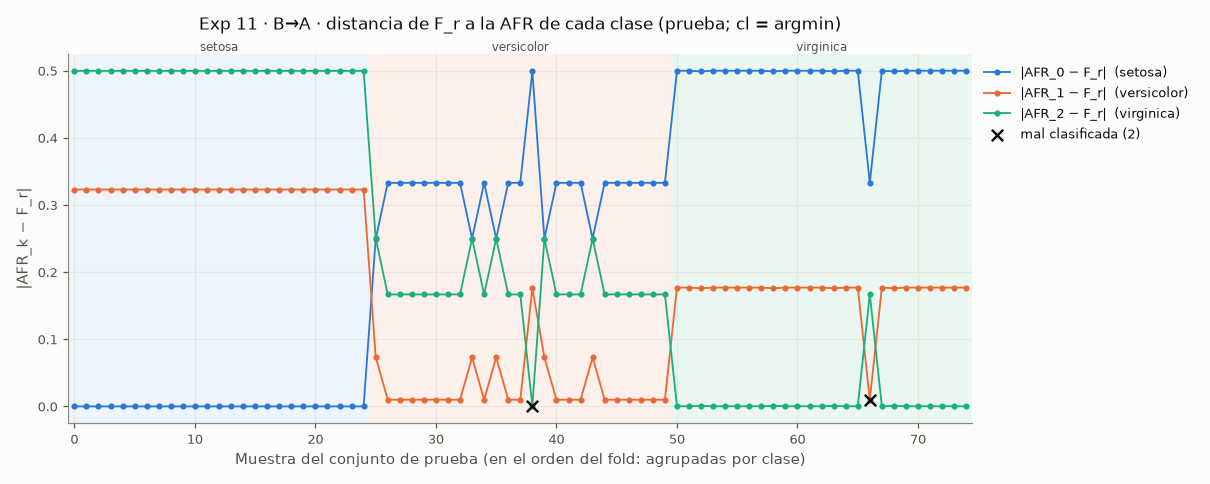 Exp 11 · B→A · distancia de F_r a la AFR de cada clase (prueba; cl = argmin)
setosa versicolor virginica
|AFR_0 − F_r| (setosa)
|AFR_1 − F_r| (versicolor)
|AFR_2 − F_r| (virginica)
mal clasificada (2)
|AFR_k − F_r|
0.5
0.4
0.3
0.2
0.1
0.0
0 10 20 30 40 50 60 70
Muestra del conjunto de prueba (en el orden del fold: agrupadas por clase)